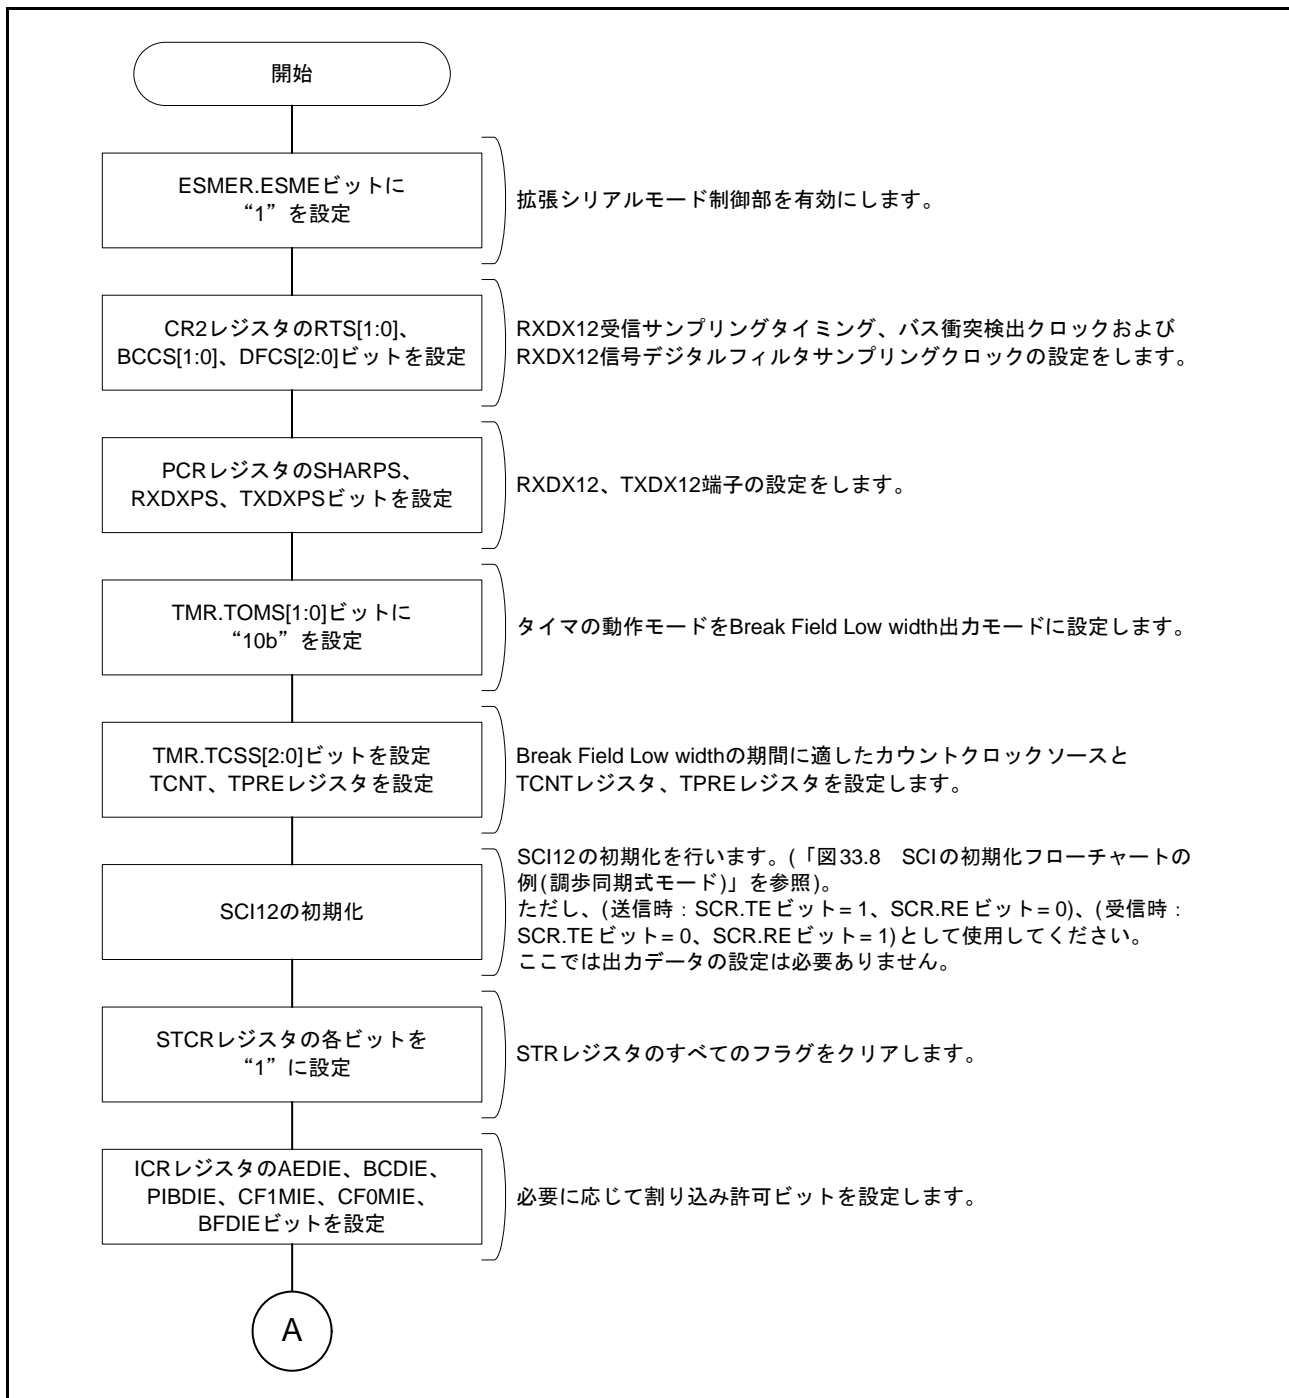 開始
ESMER.ESMEビットに
“1”を設定
拡張シリアルモード制御部を有効にします。
CR2レジスタのRTS[1:0]、
BCCS[1:0]、DFCS[2:0]ビットを設定
RXDX12受信サンプリングタイミング、バス衝突検出クロックおよび
RXDX12信号デジタルフィルタサンプリングクロックの設定をします。
PCRレジスタのSHARPS、
RXDXPS、TXDXPSビットを設定
RXDX12、TXDX12端子の設定をします。
TMR.TOMS[1:0]ビットに
“10b”を設定
タイマの動作モードをBreak Field Low width出力モードに設定します。
TMR.TCSS[2:0]ビットを設定
TCNT、TPREレジスタを設定
Break Field Low widthの期間に適したカウントクロックソースと
TCNTレジスタ、TPREレジスタを設定します。
SCI12の初期化
SCI12の初期化を行います。(「図33.8 SCIの初期化フローチャートの
例(調歩同期式モード)」を参照)。
ただし、(送信時：SCR.TEビット= 1、SCR.REビット= 0)、(受信時：
SCR.TEビット= 0、SCR.REビット= 1)として使用してください。
ここでは出力データの設定は必要ありません。
STCRレジスタの各ビットを
“1”に設定
STRレジスタのすべてのフラグをクリアします。
ICRレジスタのAEDIE、BCDIE、
PIBDIE、CF1MIE、CF0MIE、
BFDIEビットを設定
必要に応じて割り込み許可ビットを設定します。
A